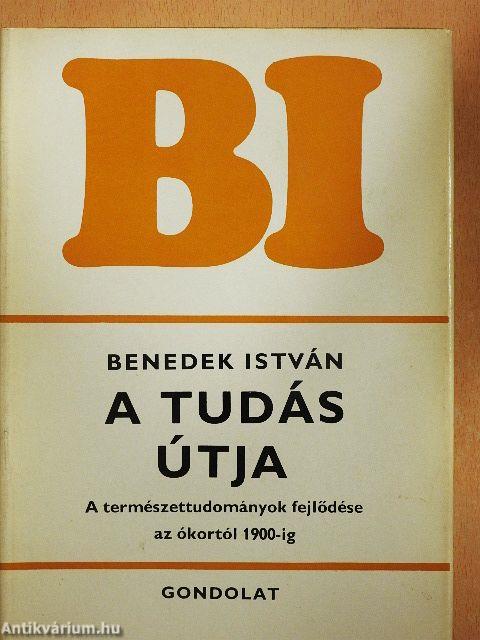 BI
BENEDEK ISTVÁN
A TUDÁS
ÚTJA
A természettudományok fejlődése
az ókortól 1900-ig
GONDOLAT
Antikvárium.hu